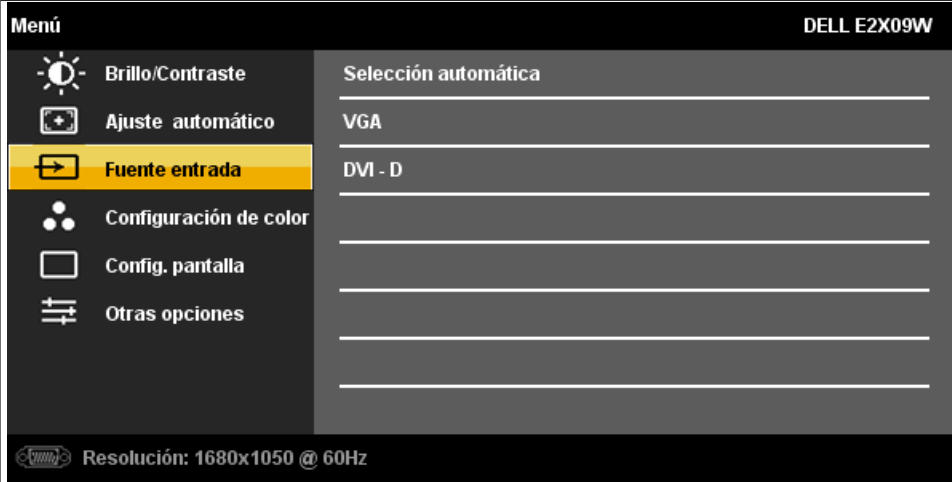 Menú DELL E2X09W
Brillo/Contraste Selección automática
Ajuste automático VGA
Fuente entrada DVI - D
Configuración de color
Config. pantalla
Otras opciones
Resolución: 1680x1050 @ 60Hz